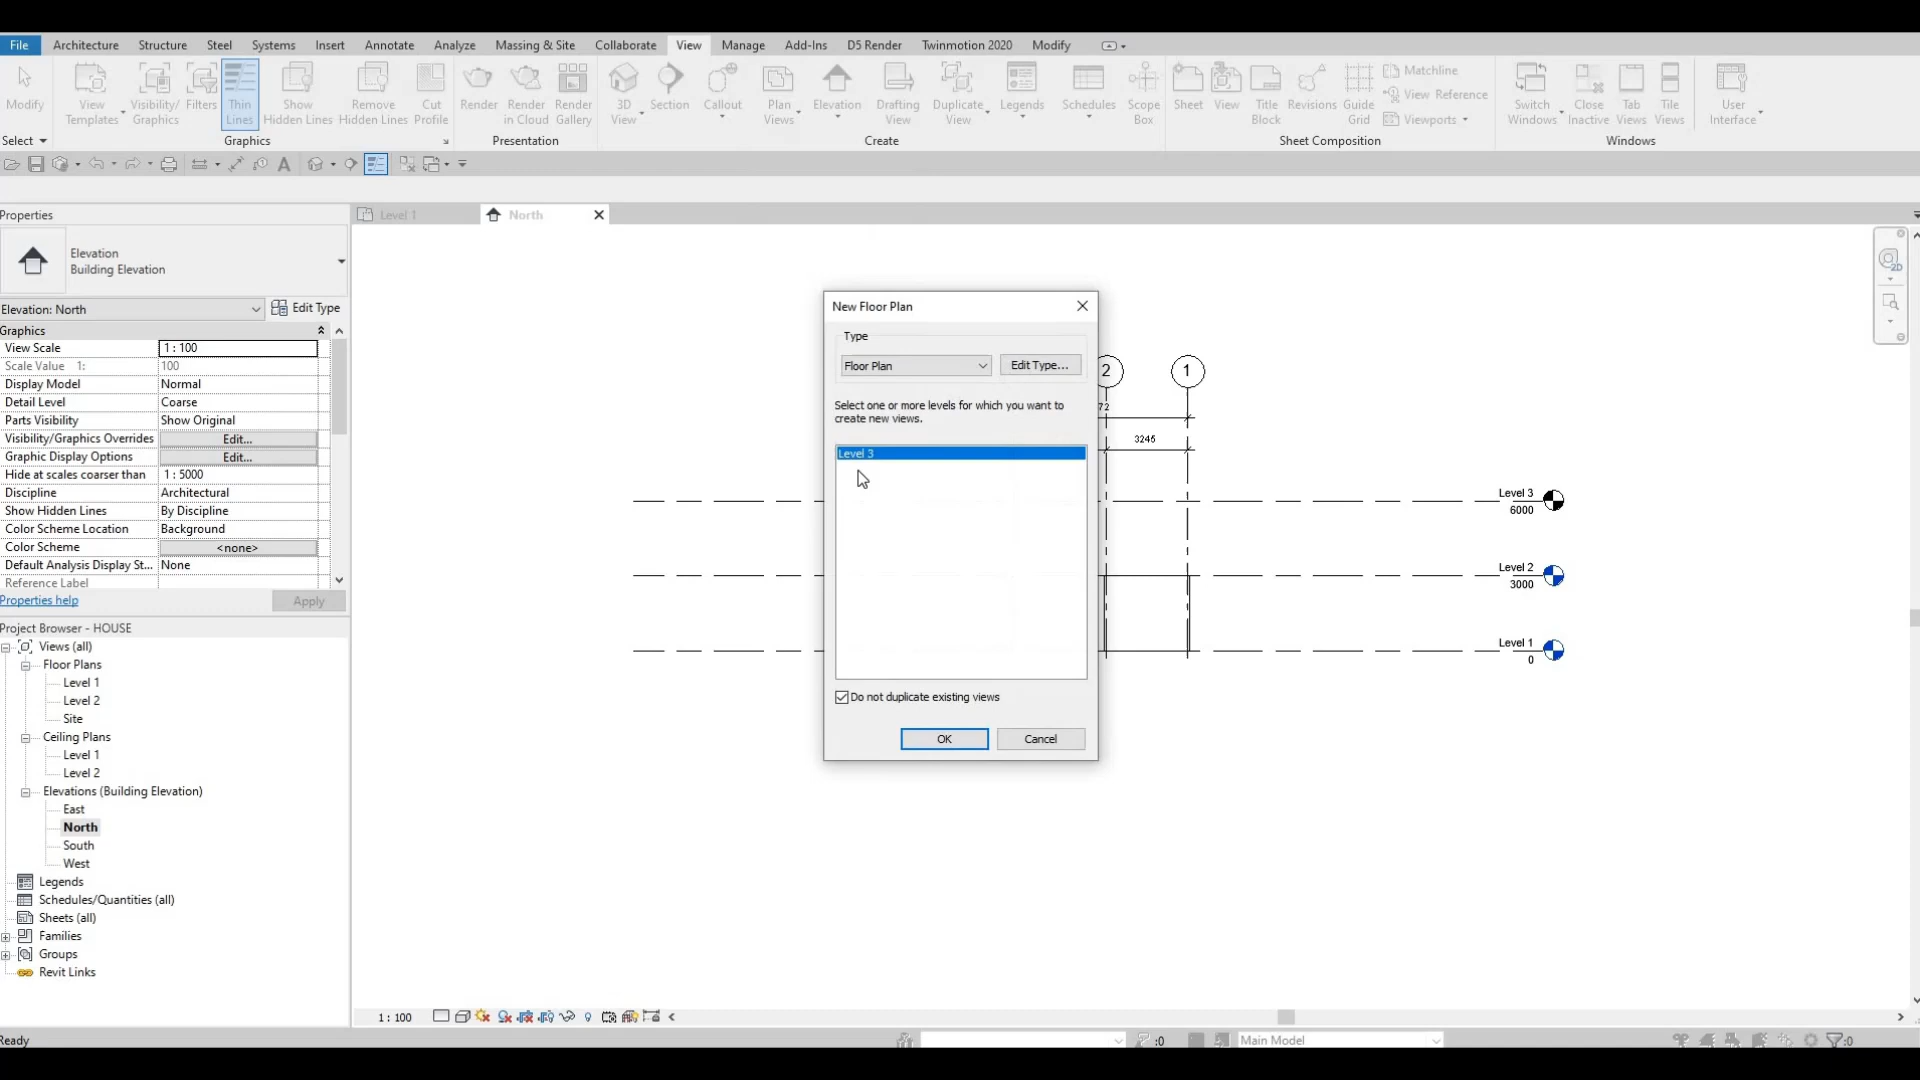 File Architecture Structure Steel Systems Insert Annotate Analyze Massing & Site Collaborate View Manage Add-Ins D5 Render Twinmotion 2020 Modify
Modify
View Templates
Visibility/ Graphics
Filters
Thin Lines
Show Hidden Lines
Remove Hidden Lines
Cut Profile
Render
Render in Cloud
Render Gallery
3D View
Section
Callout
Plan Views
Elevation
Drafting View
Duplicate View
Legends
Schedules
Scope Box
Sheet
View
Title Block
Revisions
Guide Grid
Matchline
View Reference
Viewports
Switch Windows
Close Inactive
Tab Views
Tile Views
User Interface
Select Graphics Presentation Create Sheet Composition Windows
Properties
Level 1
North
Elevation
Building Elevation
Elevation: North Edit Type
Graphics
View Scale 1 : 100
Scale Value 1: 100
Display Model Normal
Detail Level Coarse
Parts Visibility Show Original
Visibility/Graphics Overrides Edit...
Graphic Display Options Edit...
Hide at scales coarser than 1 : 5000
Discipline Architectural
Show Hidden Lines By Discipline
Color Scheme Location Background
Color Scheme <none>
Default Analysis Display St... None
Reference Label
Properties help Apply
Project Browser - HOUSE
Views (all)
Floor Plans
Level 1
Level 2
Site
Ceiling Plans
Level 1
Level 2
Elevations (Building Elevation)
East
North
South
West
Legends
Schedules/Quantities (all)
Sheets (all)
Families
Groups
Revit Links
New Floor Plan
Type
Floor Plan Edit Type...
Select one or more levels for which you want to
create new views.
Level 3
Do not duplicate existing views
OK Cancel
2 1
72
3245
Level 3
6000
Level 2
3000
Level 1
0
2D
1 : 100
Ready :0 Main Model :0